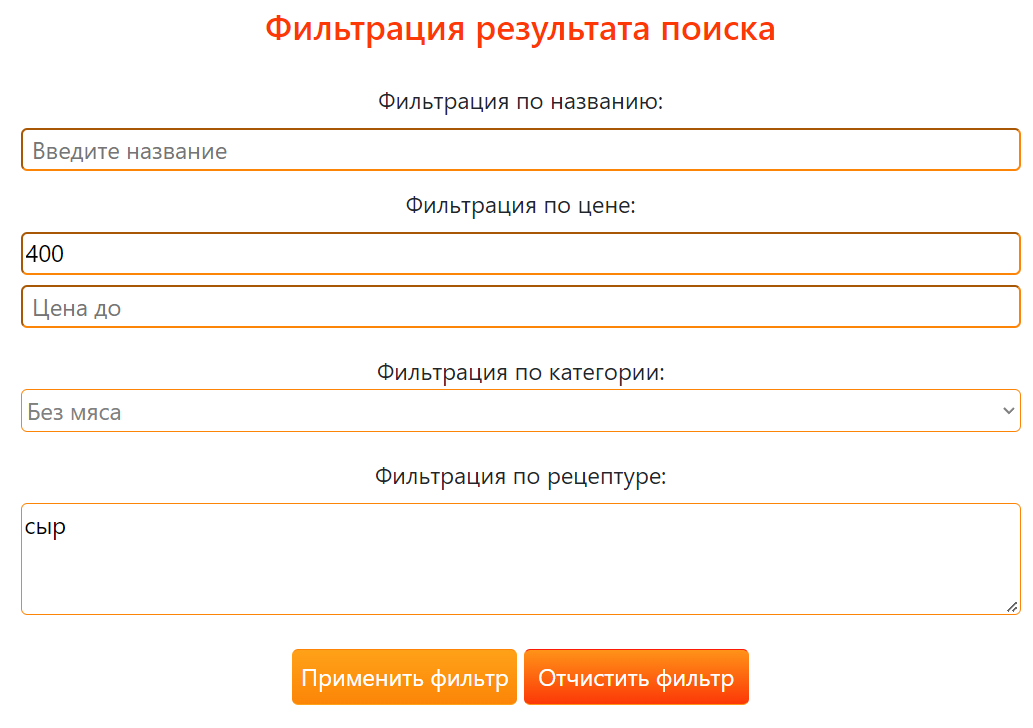 Фильтрация результата поиска
Фильтрация по названию:
Введите название
Фильтрация по цене:
400
Цена до
Фильтрация по категории:
Без мяса
Фильтрация по рецептуре:
сыр
Применить фильтр Отчистить фильтр